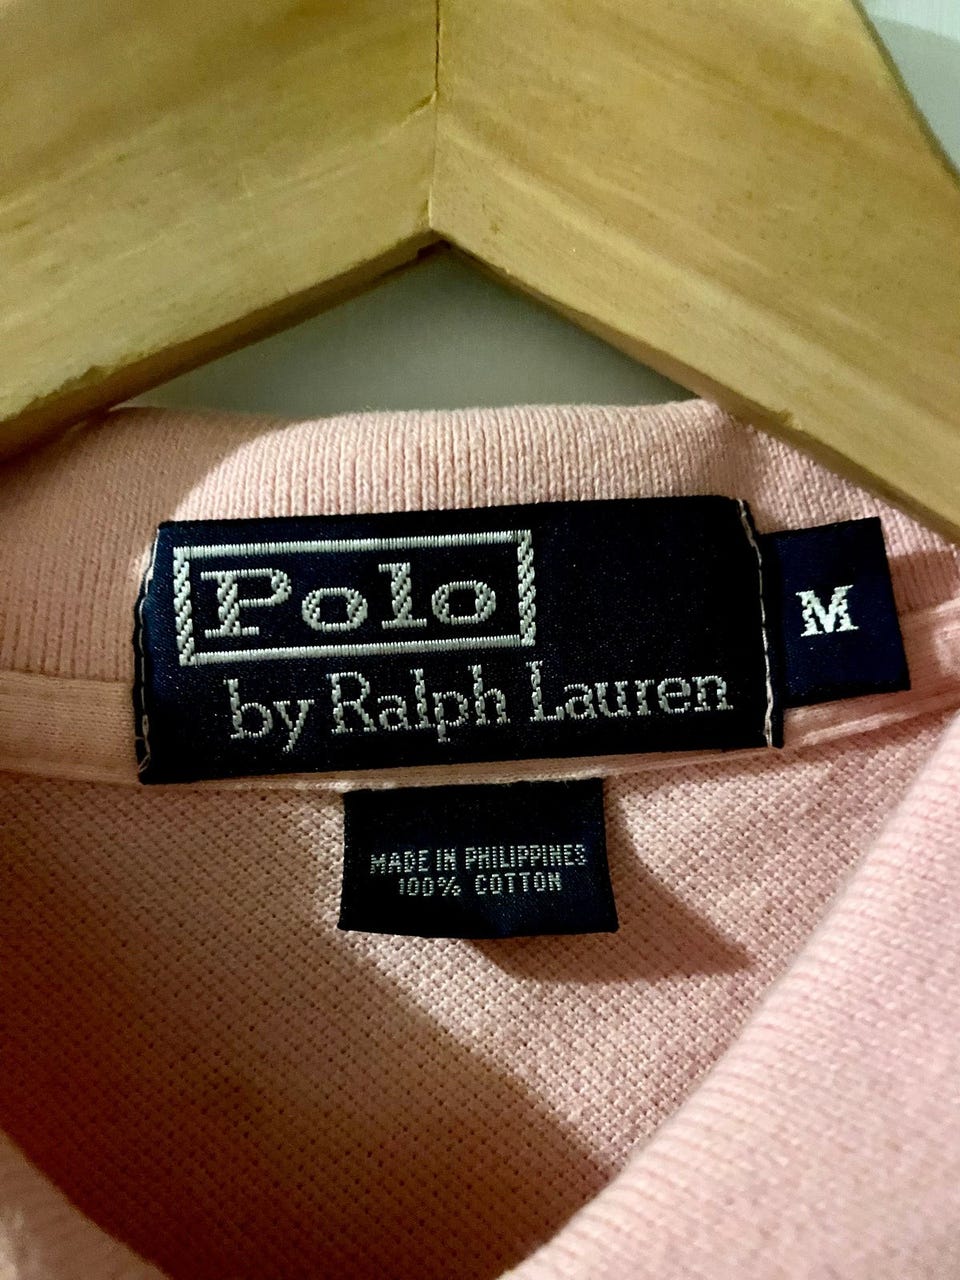 Polo
by Ralph Lauren
M
MADE IN PHILIPPINES
100% COTTON